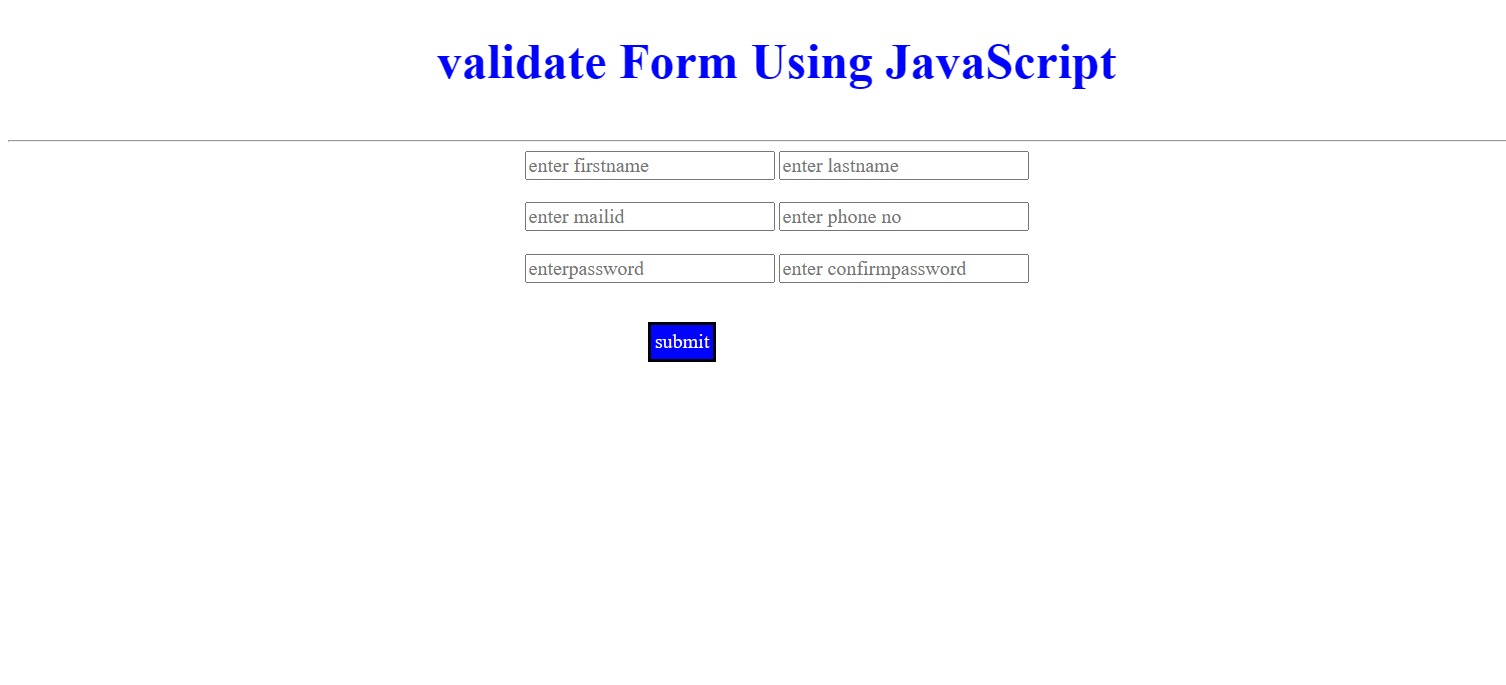 validate Form Using JavaScript
enter firstname enter lastname
enter mailid enter phone no
enterpassword enter confirmpassword
submit